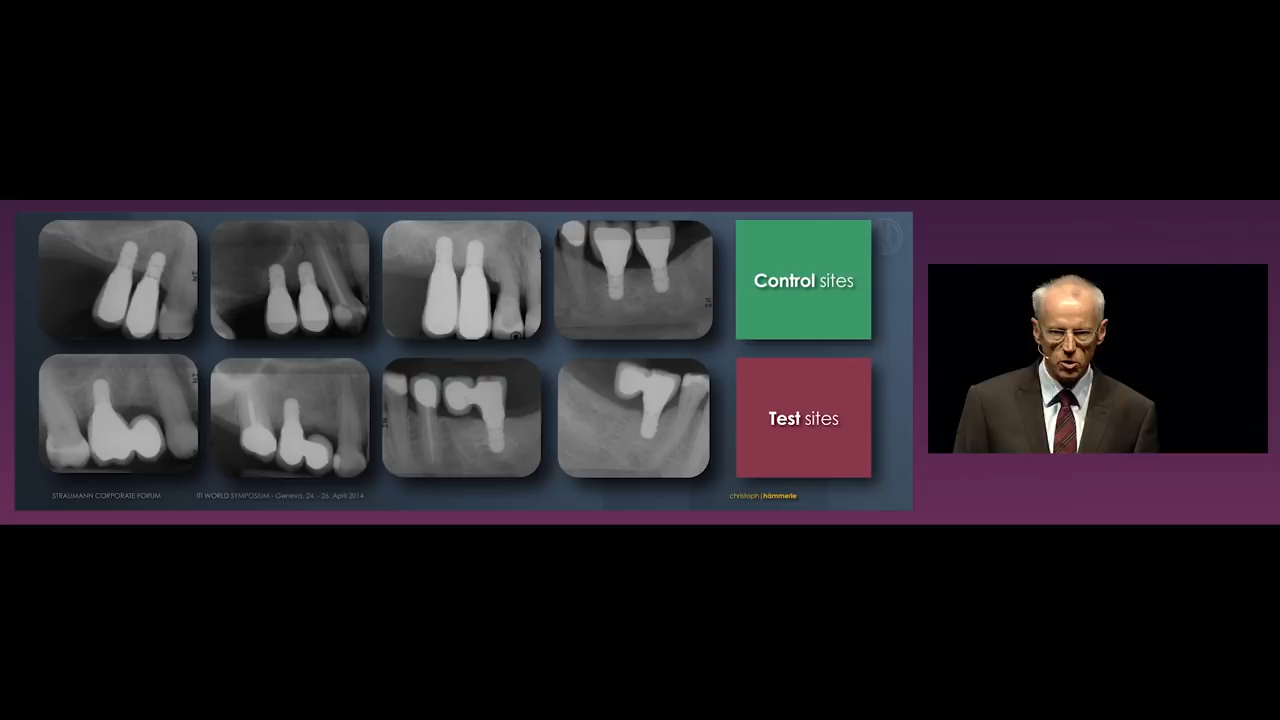 Control sites
Test sites
STRAUMANN CORPORATE FORUM
ITI WORLD SYMPOSIUM - Geneva, 24. - 26. April 2014
christoph|hämmerle